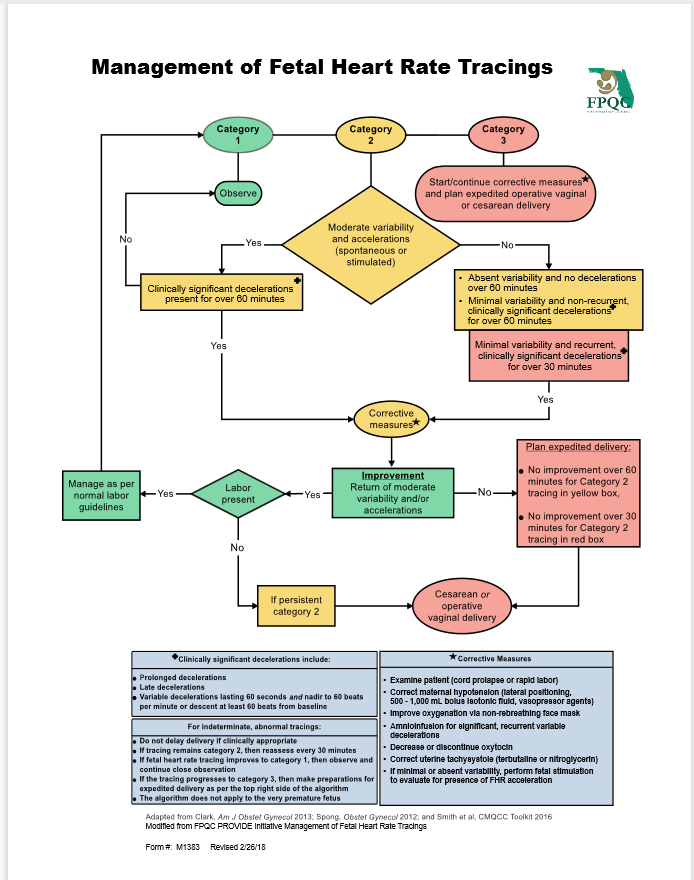 Management of Fetal Heart Rate Tracings
FPQC
Category
1
Category
2
Category
3
Observe
Start/continue corrective measures★
and plan expedited operative vaginal
or cesarean delivery
Moderate variability
and accelerations
(spontaneous or
stimulated)
Yes
No
No
Clinically significant decelerations✚
present for over 60 minutes
• Absent variability and no decelerations
over 60 minutes
• Minimal variability and non-recurrent,
clinically significant decelerations✚
for over 60 minutes
Minimal variability and recurrent,
clinically significant decelerations✚
for over 30 minutes
Yes
Yes
Corrective
measures★
Plan expedited delivery:
• No improvement over 60
minutes for Category 2
tracing in yellow box,
• No improvement over 30
minutes for Category 2
tracing in red box
Improvement
Return of moderate
variability and/or
accelerations
No
Yes
Labor
present
Yes
Manage as per
normal labor
guidelines
No
If persistent
category 2
Cesarean or
operative
vaginal delivery
✚Clinically significant decelerations include:
• Prolonged decelerations
• Late decelerations
• Variable decelerations lasting 60 seconds and nadir to 60 beats
per minute or descent at least 60 beats from baseline
For indeterminate, abnormal tracings:
• Do not delay delivery if clinically appropriate
• If tracing remains category 2, then reassess every 30 minutes
• If fetal heart rate tracing improves to category 1, then observe and
continue close observation
• If the tracing progresses to category 3, then make preparations for
expedited delivery as per the top right side of the algorithm
• The algorithm does not apply to the very premature fetus
★Corrective Measures
• Examine patient (cord prolapse or rapid labor)
• Correct maternal hypotension (lateral positioning,
500 - 1,000 mL bolus isotonic fluid, vasopressor agents)
• Improve oxygenation via non-rebreathing face mask
• Amnioinfusion for significant, recurrent variable
decelerations
• Decrease or discontinue oxytocin
• Correct uterine tachysystole (terbutaline or nitroglycerin)
• If minimal or absent variability, perform fetal stimulation
to evaluate for presence of FHR acceleration
Adapted from Clark, Am J Obstet Gynecol 2013; Spong, Obstet Gynecol 2012; and Smith et al, CMQCC Toolkit 2016
Modified from FPQC PROVIDE Initiative Management of Fetal Heart Rate Tracings
Form #: M1383 Revised 2/26/18